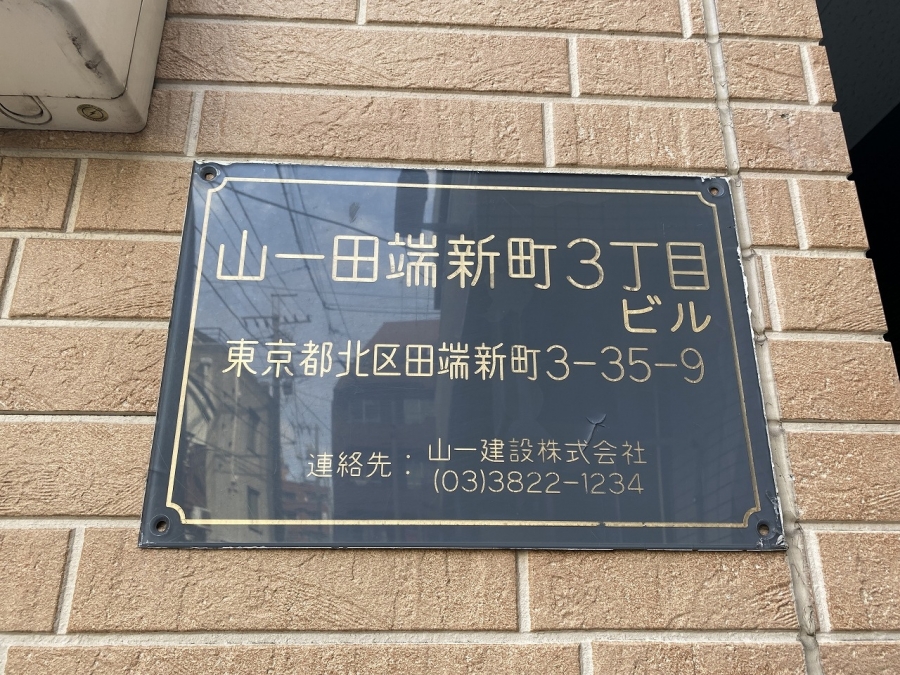 山一田端新町3丁目
ビル
東京都北区田端新町3-35-9
連絡先：山一建設株式会社
(03)3822-1234